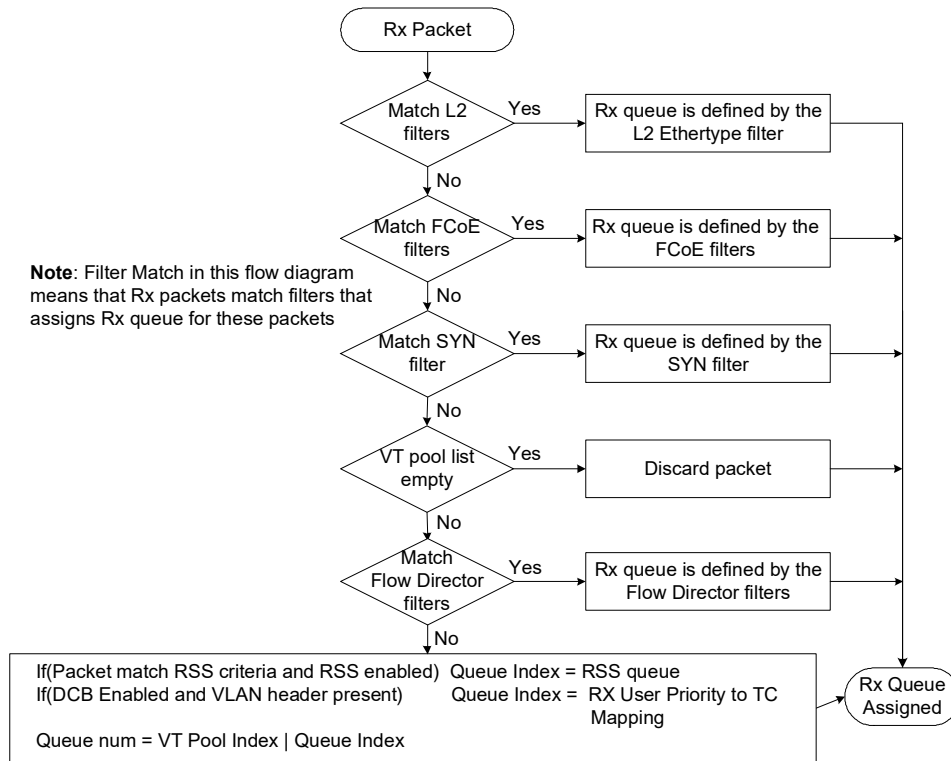 Rx Packet
Match L2
filters
Yes
Rx queue is defined by the
L2 Ethertype filter
No
Match FCoE
filters
Yes
Rx queue is defined by the
FCoE filters
Note: Filter Match in this flow diagram
means that Rx packets match filters that
assigns Rx queue for these packets
No
Match SYN
filter
Yes
Rx queue is defined by the
SYN filter
No
VT pool list
empty
Yes
Discard packet
No
Match
Flow Director
filters
Yes
Rx queue is defined by the
Flow Director filters
No
If(Packet match RSS criteria and RSS enabled) Queue Index = RSS queue
If(DCB Enabled and VLAN header present) Queue Index = RX User Priority to TC
Mapping
Queue num = VT Pool Index | Queue Index
Rx Queue
Assigned